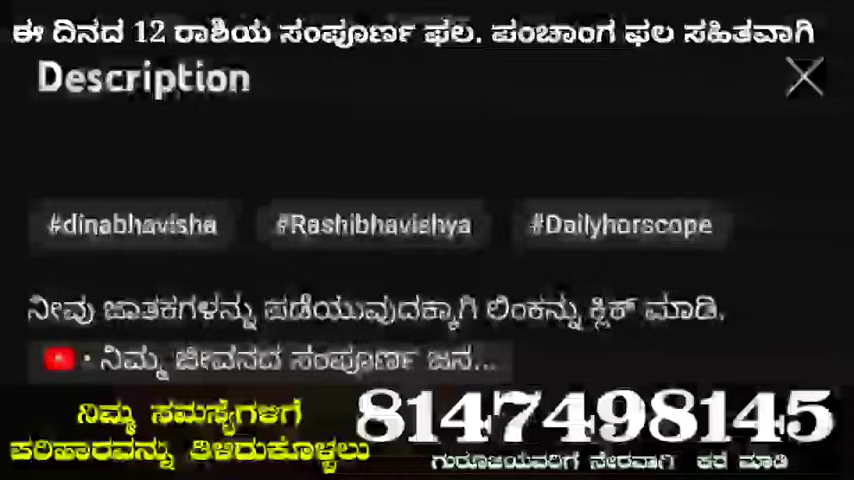 ಈ ದಿನದ 12 ರಾಶಿಯ ಸಂಪೂರ್ಣ ಫಲ. ಪಂಚಾಂಗ ಫಲ ಸಹಿತವಾಗಿ
Description
#dinabhavisha #Rashibhavishya #Dailyhorscope
ನೀವು ಜಾತಕಗಳನ್ನು ಪಡೆಯುವುದಕ್ಕಾಗಿ ಲಿಂಕನ್ನು ಕ್ಲಿಕ್ ಮಾಡಿ.
• ನಿಮ್ಮ ಜೀವನದ ಸಂಪೂರ್ಣ ಜನ...
ನಿಮ್ಮ ಸಮಸ್ಯೆಗಳಿಗೆ
ಪರಿಹಾರವನ್ನು ತಿಳಿದುಕೊಳ್ಳಲು
8147498145
ಗುರೂಜಿಯವರಿಗೆ ನೇರವಾಗಿ ಕರೆ ಮಾಡಿ